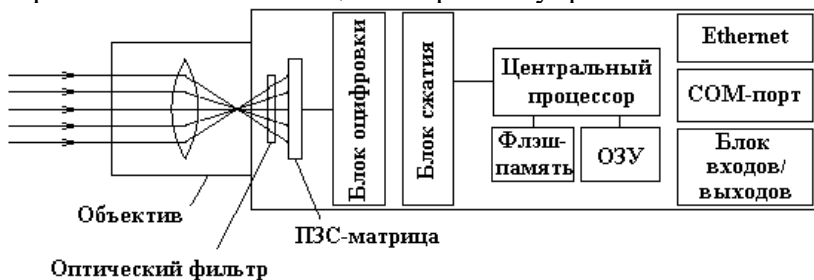 Блок оцифровки
Блок сжатия
Центральный
процессор
Флэш-
память
ОЗУ
Ethernet
COM-порт
Блок
входов/
выходов
Объектив
ПЗС-матрица
Оптический фильтр